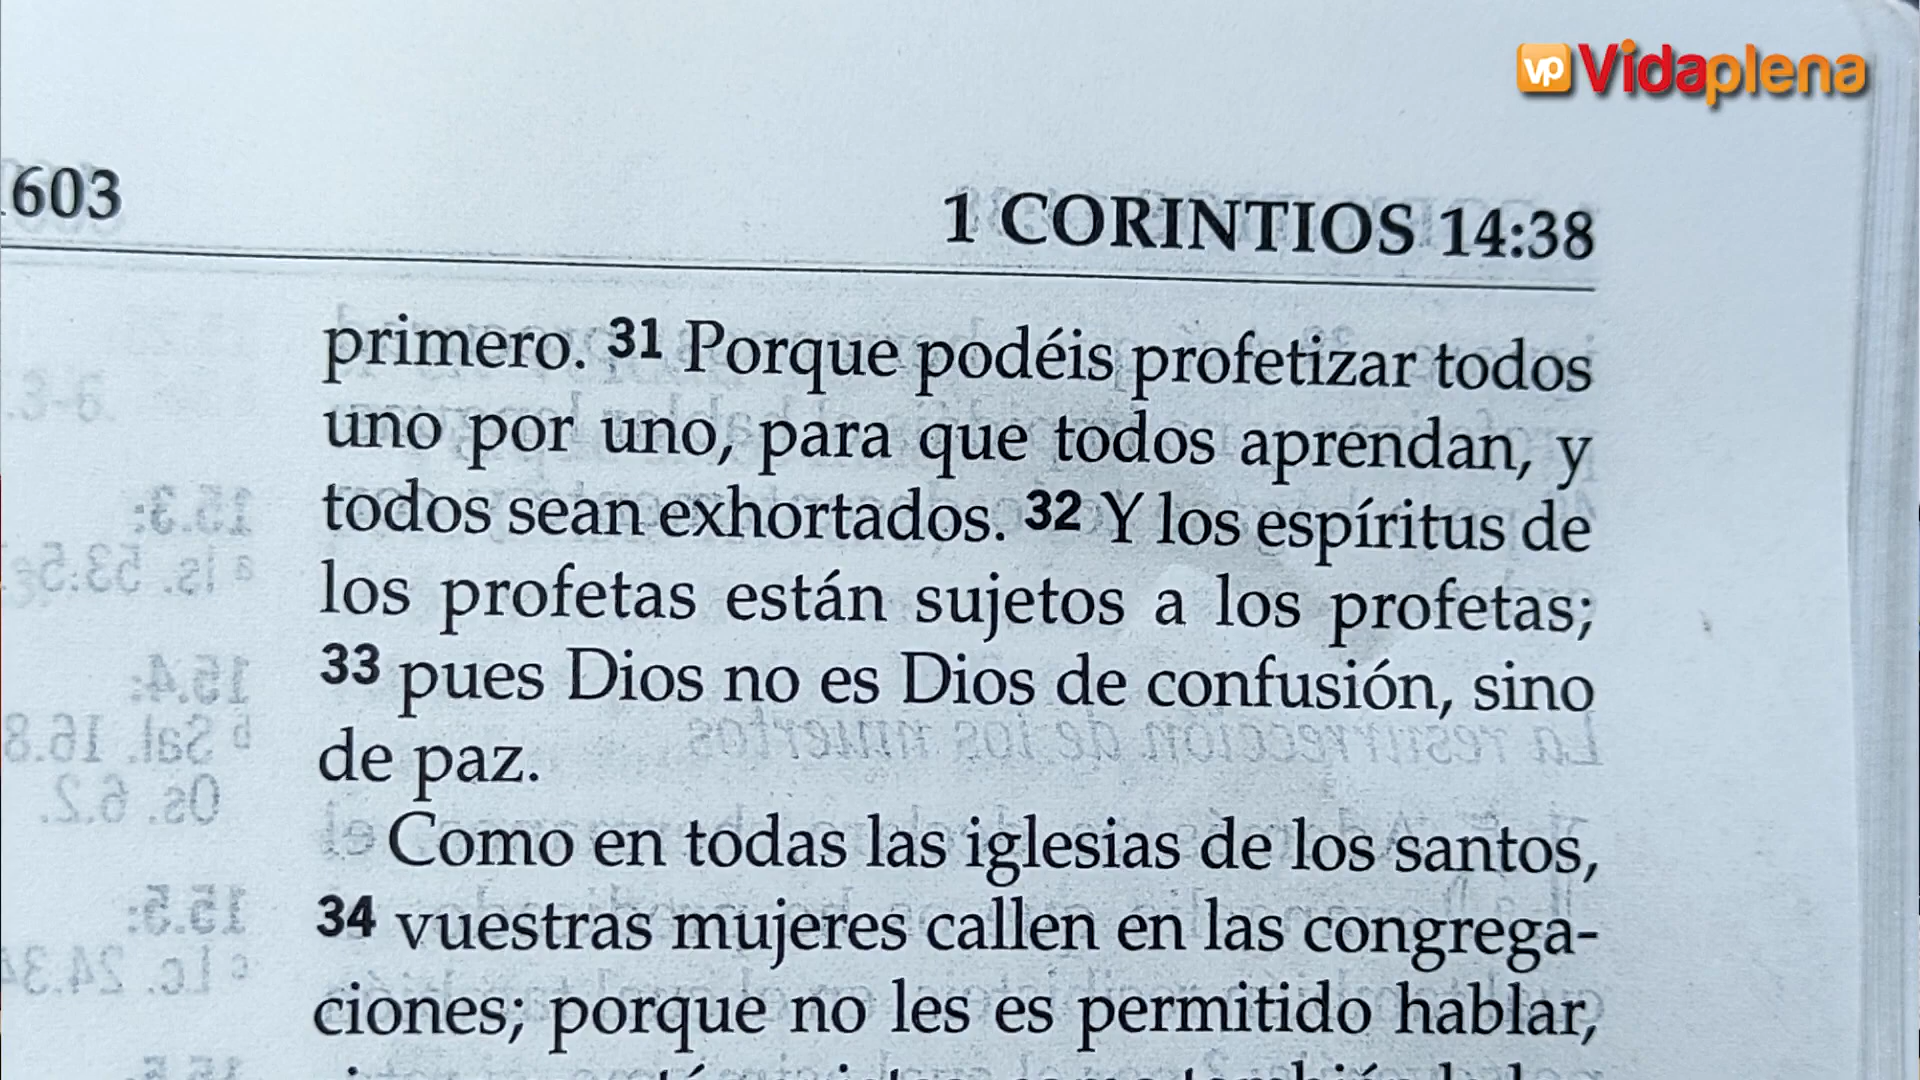 vp Vidaplena
1603
1 CORINTIOS 14:38
primero. 31 Porque podéis profetizar todos
uno por uno, para que todos aprendan, y
todos sean exhortados. 32 Y los espíritus de
los profetas están sujetos a los profetas;
33 pues Dios no es Dios de confusión, sino
de paz.
Como en todas las iglesias de los santos,
34 vuestras mujeres callen en las congrega-
ciones; porque no les es permitido hablar,